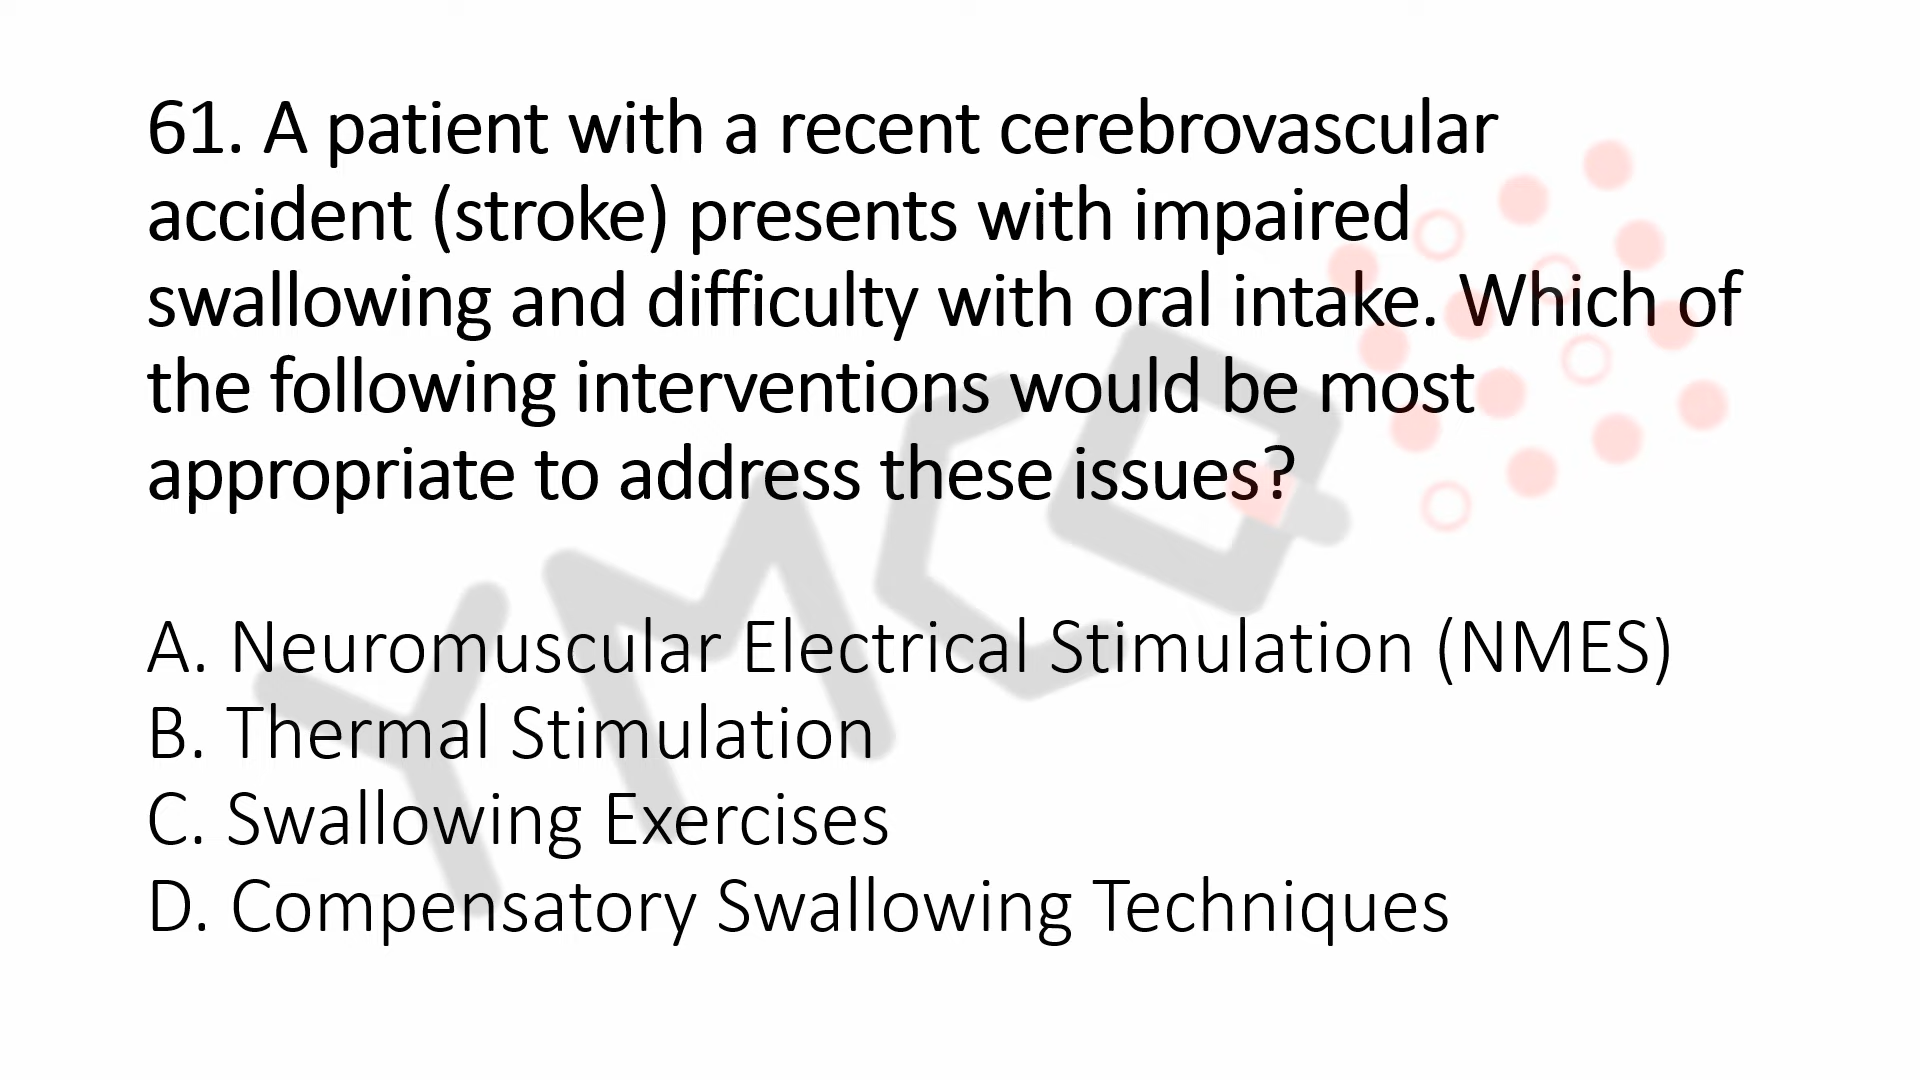 61. A patient with a recent cerebrovascular
accident (stroke) presents with impaired
swallowing and difficulty with oral intake. Which of
the following interventions would be most
appropriate to address these issues?
A. Neuromuscular Electrical Stimulation (NMES)
B. Thermal Stimulation
C. Swallowing Exercises
D. Compensatory Swallowing Techniques
YMCQ